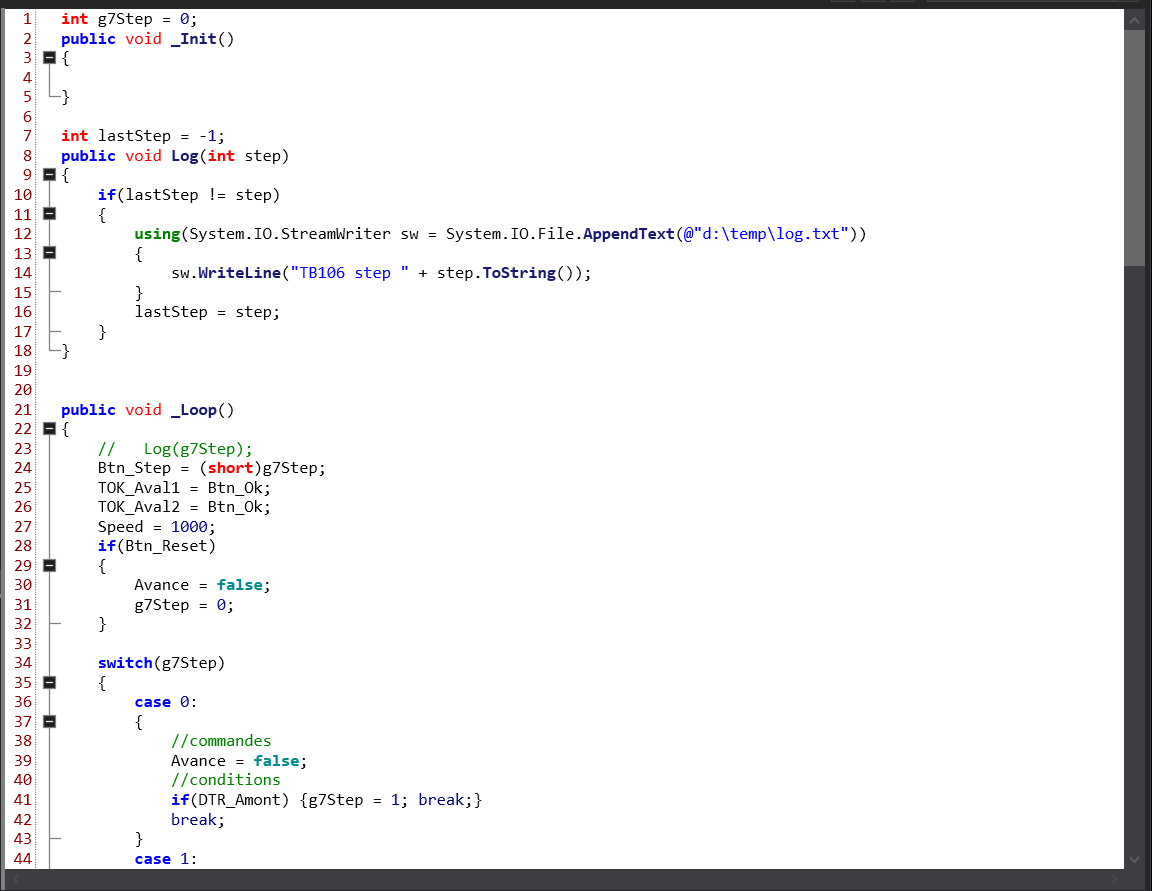 1 int g7Step = 0;
2 public void _Init()
3 {
4
5 }
6
7 int lastStep = -1;
8 public void Log(int step)
9 {
10     if(lastStep != step)
11     {
12         using(System.IO.StreamWriter sw = System.IO.File.AppendText(@"d:\temp\log.txt"))
13         {
14             sw.WriteLine("TB106 step " + step.ToString());
15         }
16         lastStep = step;
17     }
18 }
19
20
21 public void _Loop()
22 {
23     //   Log(g7Step);
24     Btn_Step = (short)g7Step;
25     TOK_Aval1 = Btn_Ok;
26     TOK_Aval2 = Btn_Ok;
27     Speed = 1000;
28     if(Btn_Reset)
29     {
30         Avance = false;
31         g7Step = 0;
32     }
33
34     switch(g7Step)
35     {
36         case 0:
37         {
38             //commandes
39             Avance = false;
40             //conditions
41             if(DTR_Amont) {g7Step = 1; break;}
42             break;
43         }
44         case 1: